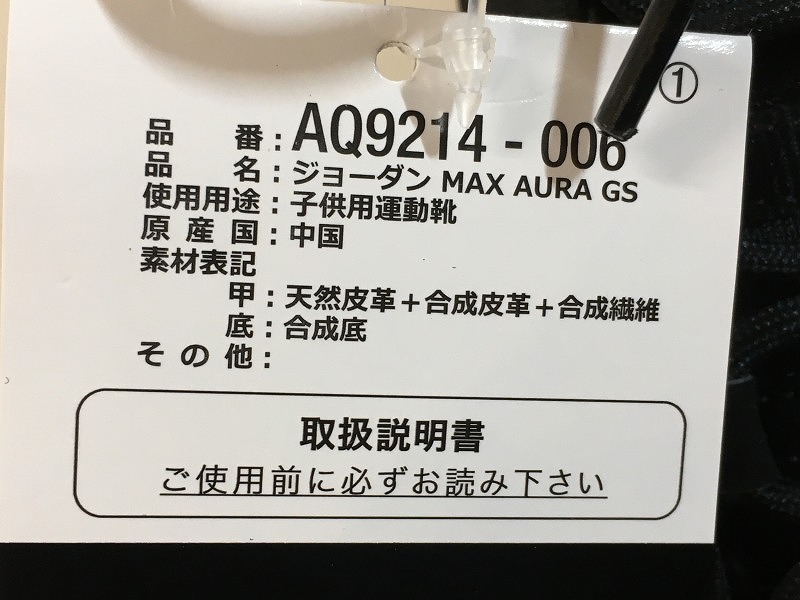 ①
品番：AQ9214 - 006
品名：ジョーダン MAX AURA GS
使用用途：子供用運動靴
原産国：中国
素材表記
甲：天然皮革＋合成皮革＋合成繊維
底：合成底
その他：
取扱説明書
ご使用前に必ずお読み下さい